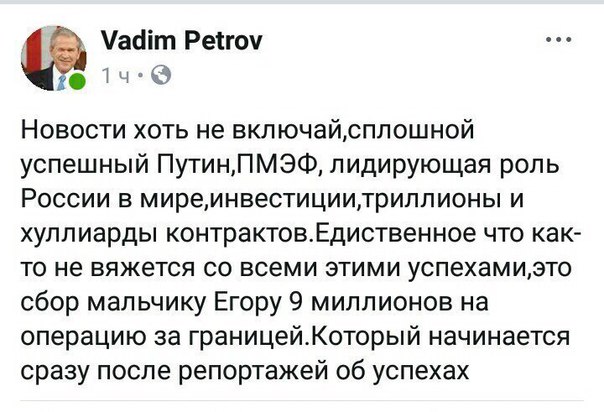 Vadim Petrov
1 ч
Новости хоть не включай,сплошной
успешный Путин,ПМЭФ, лидирующая роль
России в мире,инвестиции,триллионы и
хуллиарды контрактов.Едиственное что как-
то не вяжется со всеми этими успехами,это
сбор мальчику Егору 9 миллионов на
операцию за границей.Который начинается
сразу после репортажей об успехах